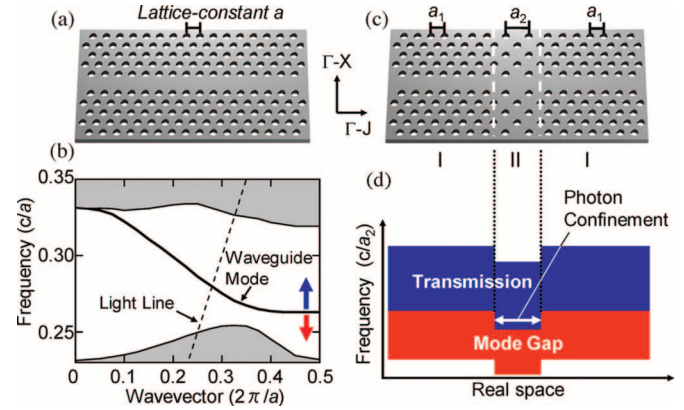 (a)
Lattice-constant a
(c)
a₁
a₂
a₁
Γ-X
Γ-J
I
II
I
(b)
0.35
0.30
0.25
Frequency (c/a)
Waveguide
Mode
Light Line
0
0.1
0.2
0.3
0.4
0.5
Wavevector (2π/a)
(d)
Photon
Confinement
Frequency (c/a₂)
Transmission
Mode Gap
Real space